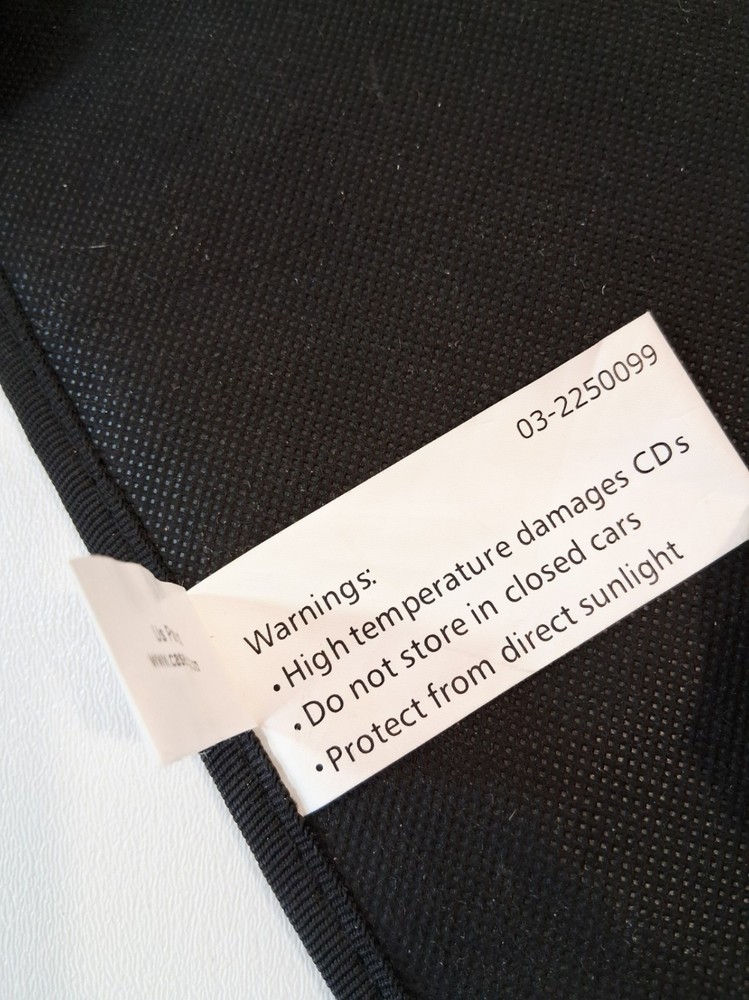 03-2250099
Warnings:
•High temperature damages CDs
•Do not store in closed cars
•Protect from direct sunlight